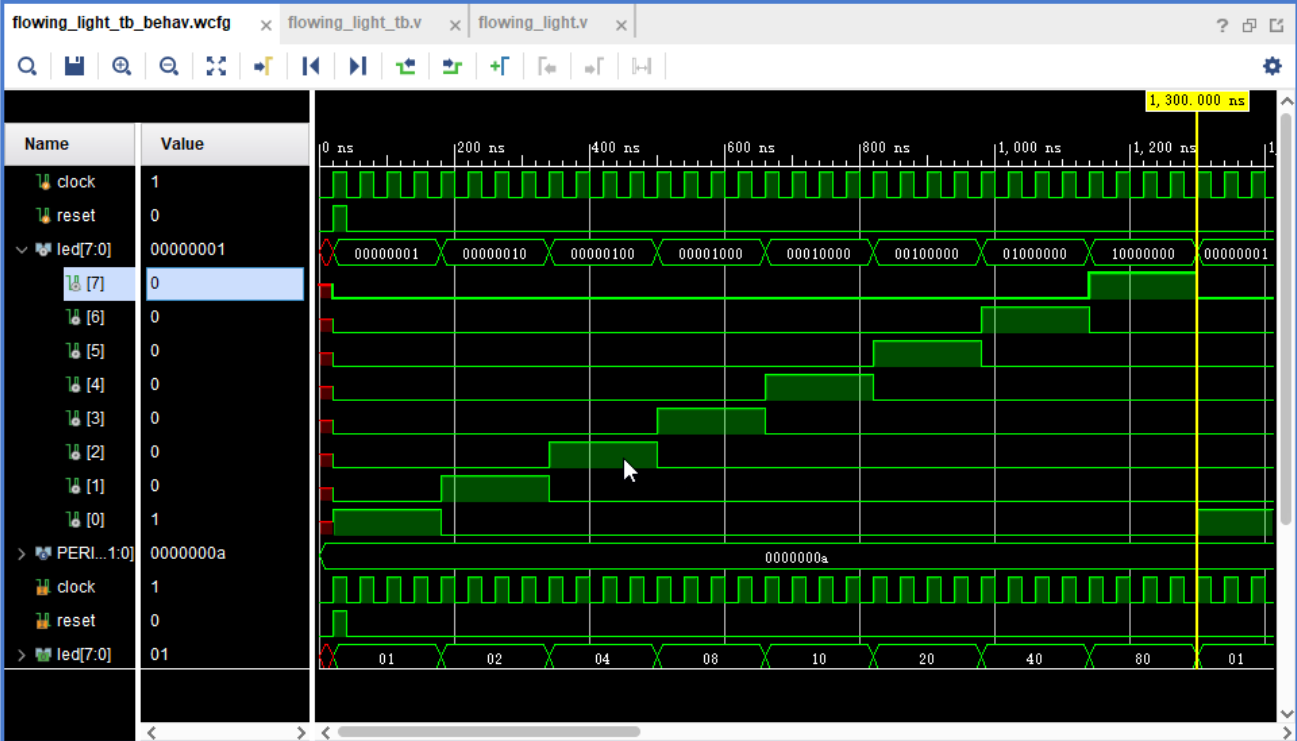 flowing_light_tb_behav.wcfg × flowing_light_tb.v × flowing_light.v × ?
1,300.000 ns
Name Value 0 ns 200 ns 400 ns 600 ns 800 ns 1,000 ns 1,200 ns 1,
clock 1
reset 0
led[7:0] 00000001 00000001 00000010 00000100 00001000 00010000 00100000 01000000 10000000 00000001
[7] 0
[6] 0
[5] 0
[4] 0
[3] 0
[2] 0
[1] 0
[0] 1
PERI...1:0] 0000000a 0000000a
clock 1
reset 0
led[7:0] 01 01 02 04 08 10 20 40 80 01